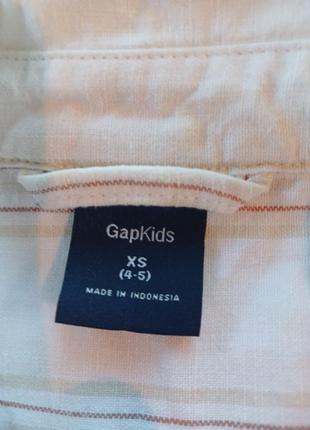 GapKids
XS
(4-5)
MADE IN INDONESIA